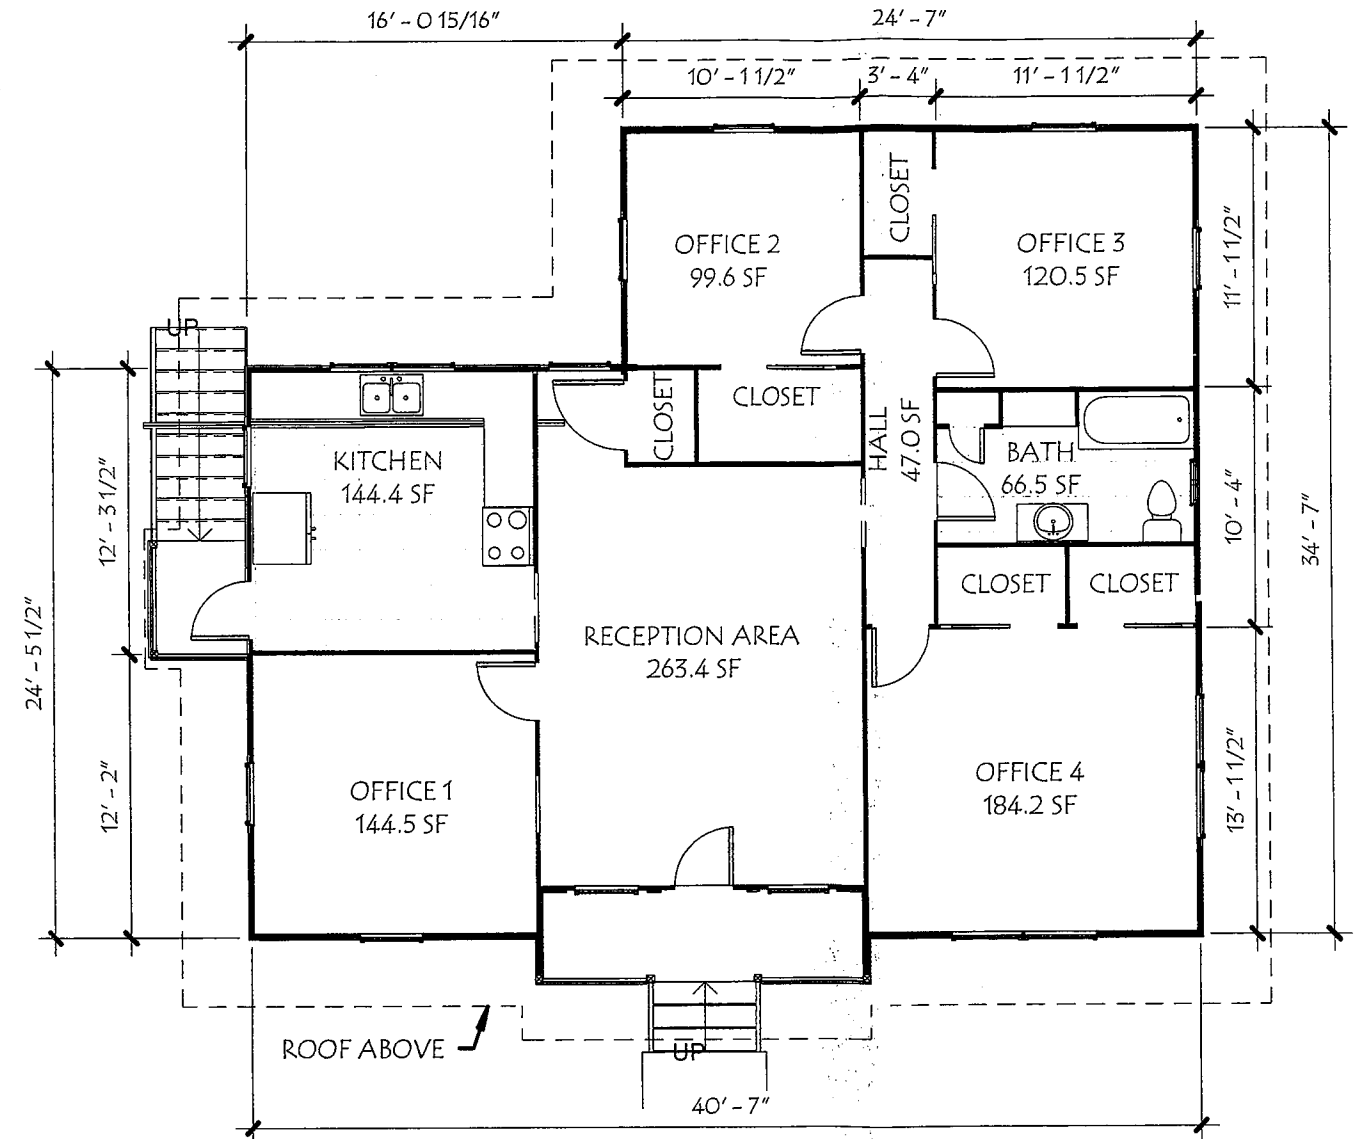 16' - 0 15/16"
24' - 7"
10' - 1 1/2"
3' - 4"
11' - 1 1/2"
CLOSET
OFFICE 2
99.6 SF
OFFICE 3
120.5 SF
11' - 1 1/2"
UP
CLOSET
CLOSET
HALL
47.0 SF
KITCHEN
144.4 SF
BATH
66.5 SF
12' - 3 1/2"
10' - 4"
34' - 7"
CLOSET
CLOSET
24' - 5 1/2"
RECEPTION AREA
263.4 SF
OFFICE 1
144.5 SF
OFFICE 4
184.2 SF
12' - 2"
13' - 1 1/2"
ROOF ABOVE
UP
40' - 7"